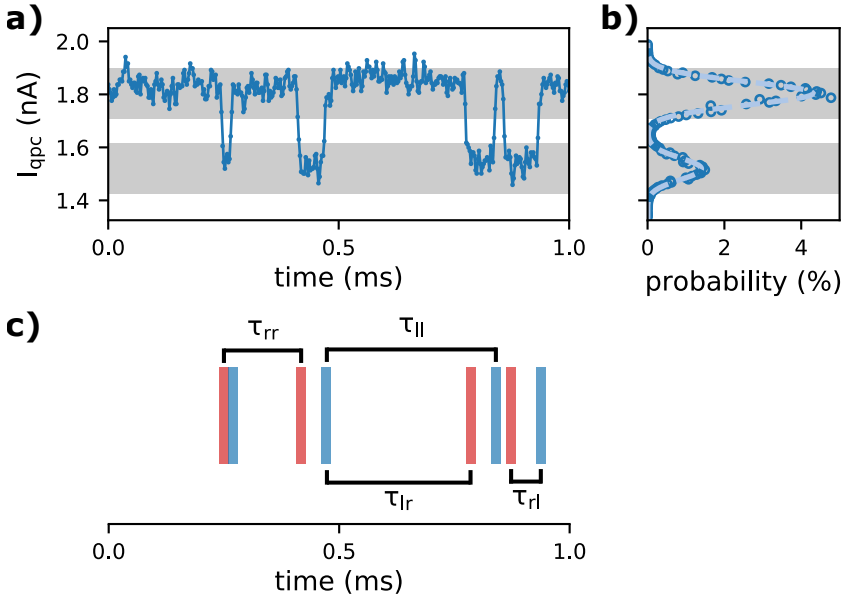 a)
b)
2.0
1.8
1.6
1.4
I_qpc (nA)
0.0
0.5
1.0
time (ms)
0
2
4
probability (%)
c)
τ_rr
τ_ll
τ_lr
τ_rl
0.0
0.5
1.0
time (ms)